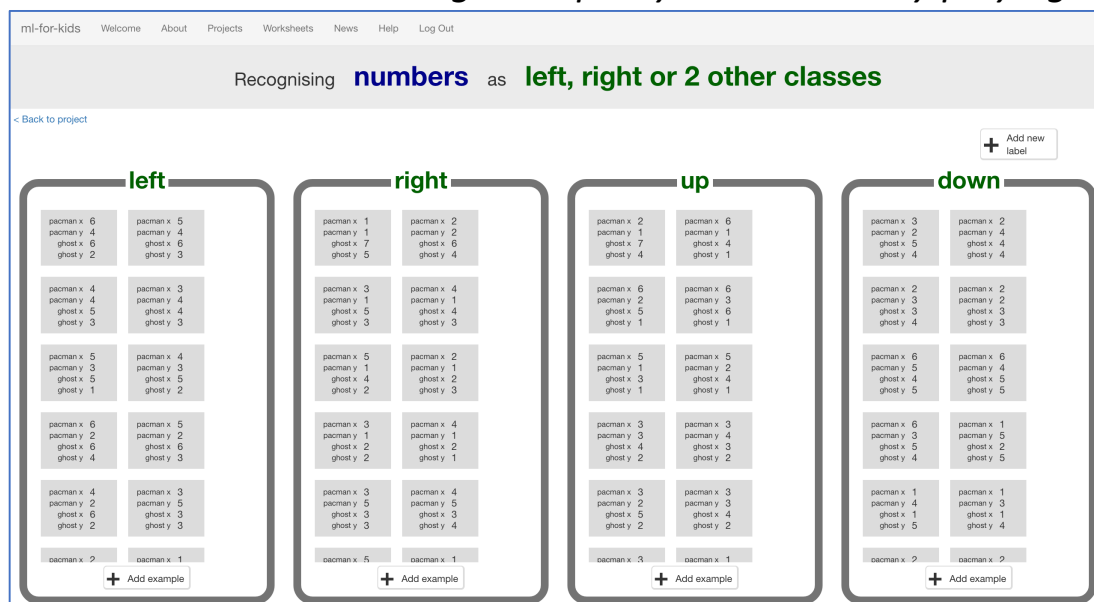 ml-for-kids Welcome About Projects Worksheets News Help Log Out
Recognising numbers as left, right or 2 other classes
< Back to project
+ Add new
label
left
pacman x 6 pacman x 5
pacman y 4 pacman y 4
ghost x 6 ghost x 6
ghost y 2 ghost y 3
pacman x 4 pacman x 3
pacman y 4 pacman y 4
ghost x 5 ghost x 4
ghost y 3 ghost y 3
pacman x 5 pacman x 4
pacman y 3 pacman y 3
ghost x 5 ghost x 5
ghost y 1 ghost y 2
pacman x 6 pacman x 5
pacman y 2 pacman y 2
ghost x 6 ghost x 6
ghost y 4 ghost y 3
pacman x 4 pacman x 3
pacman y 2 pacman y 5
ghost x 6 ghost x 3
ghost y 2 ghost y 3
pacman x 2 pacman x 1
+ Add example
right
pacman x 1 pacman x 2
pacman y 1 pacman y 2
ghost x 7 ghost x 6
ghost y 5 ghost y 4
pacman x 3 pacman x 4
pacman y 1 pacman y 1
ghost x 5 ghost x 4
ghost y 3 ghost y 3
pacman x 5 pacman x 2
pacman y 1 pacman y 1
ghost x 4 ghost x 2
ghost y 2 ghost y 3
pacman x 3 pacman x 4
pacman y 1 pacman y 1
ghost x 2 ghost x 2
ghost y 2 ghost y 1
pacman x 3 pacman x 4
pacman y 5 pacman y 5
ghost x 3 ghost x 3
ghost y 3 ghost y 4
pacman x 5 pacman x 1
+ Add example
up
pacman x 2 pacman x 6
pacman y 1 pacman y 1
ghost x 7 ghost x 4
ghost y 4 ghost y 1
pacman x 6 pacman x 6
pacman y 2 pacman y 3
ghost x 5 ghost x 6
ghost y 1 ghost y 1
pacman x 5 pacman x 5
pacman y 1 pacman y 2
ghost x 3 ghost x 4
ghost y 1 ghost y 1
pacman x 3 pacman x 3
pacman y 3 pacman y 4
ghost x 4 ghost x 3
ghost y 2 ghost y 2
pacman x 3 pacman x 3
pacman y 2 pacman y 3
ghost x 5 ghost x 4
ghost y 2 ghost y 2
pacman x 3 pacman x 1
+ Add example
down
pacman x 3 pacman x 2
pacman y 2 pacman y 4
ghost x 5 ghost x 4
ghost y 4 ghost y 4
pacman x 2 pacman x 2
pacman y 3 pacman y 2
ghost x 3 ghost x 3
ghost y 4 ghost y 3
pacman x 6 pacman x 6
pacman y 5 pacman y 4
ghost x 4 ghost x 5
ghost y 5 ghost y 5
pacman x 6 pacman x 1
pacman y 3 pacman y 5
ghost x 5 ghost x 2
ghost y 4 ghost y 5
pacman x 1 pacman x 1
pacman y 4 pacman y 3
ghost x 1 ghost x 1
ghost y 5 ghost y 4
pacman x 2 pacman x 2
+ Add example